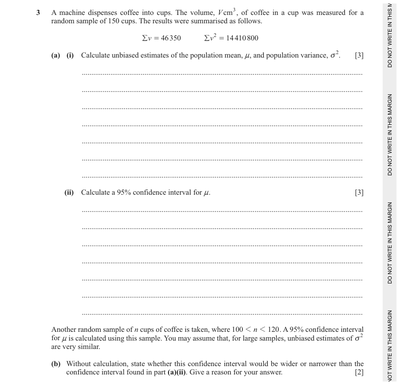 3 A machine dispenses coffee into cups. The volume, V cm³, of coffee in a cup was measured for a
random sample of 150 cups. The results were summarised as follows.
Σv = 46350 Σv² = 14410800
(a) (i) Calculate unbiased estimates of the population mean, μ, and population variance, σ². [3]
(ii) Calculate a 95% confidence interval for μ. [3]
Another random sample of n cups of coffee is taken, where 100 < n < 120. A 95% confidence interval
for μ is calculated using this sample. You may assume that, for large samples, unbiased estimates of σ²
are very similar.
(b) Without calculation, state whether this confidence interval would be wider or narrower than the
confidence interval found in part (a)(ii). Give a reason for your answer. [2]
DO NOT WRITE IN THIS M
DO NOT WRITE IN THIS MARGIN
DO NOT WRITE IN THIS MARGIN
NOT WRITE IN THIS MARGIN